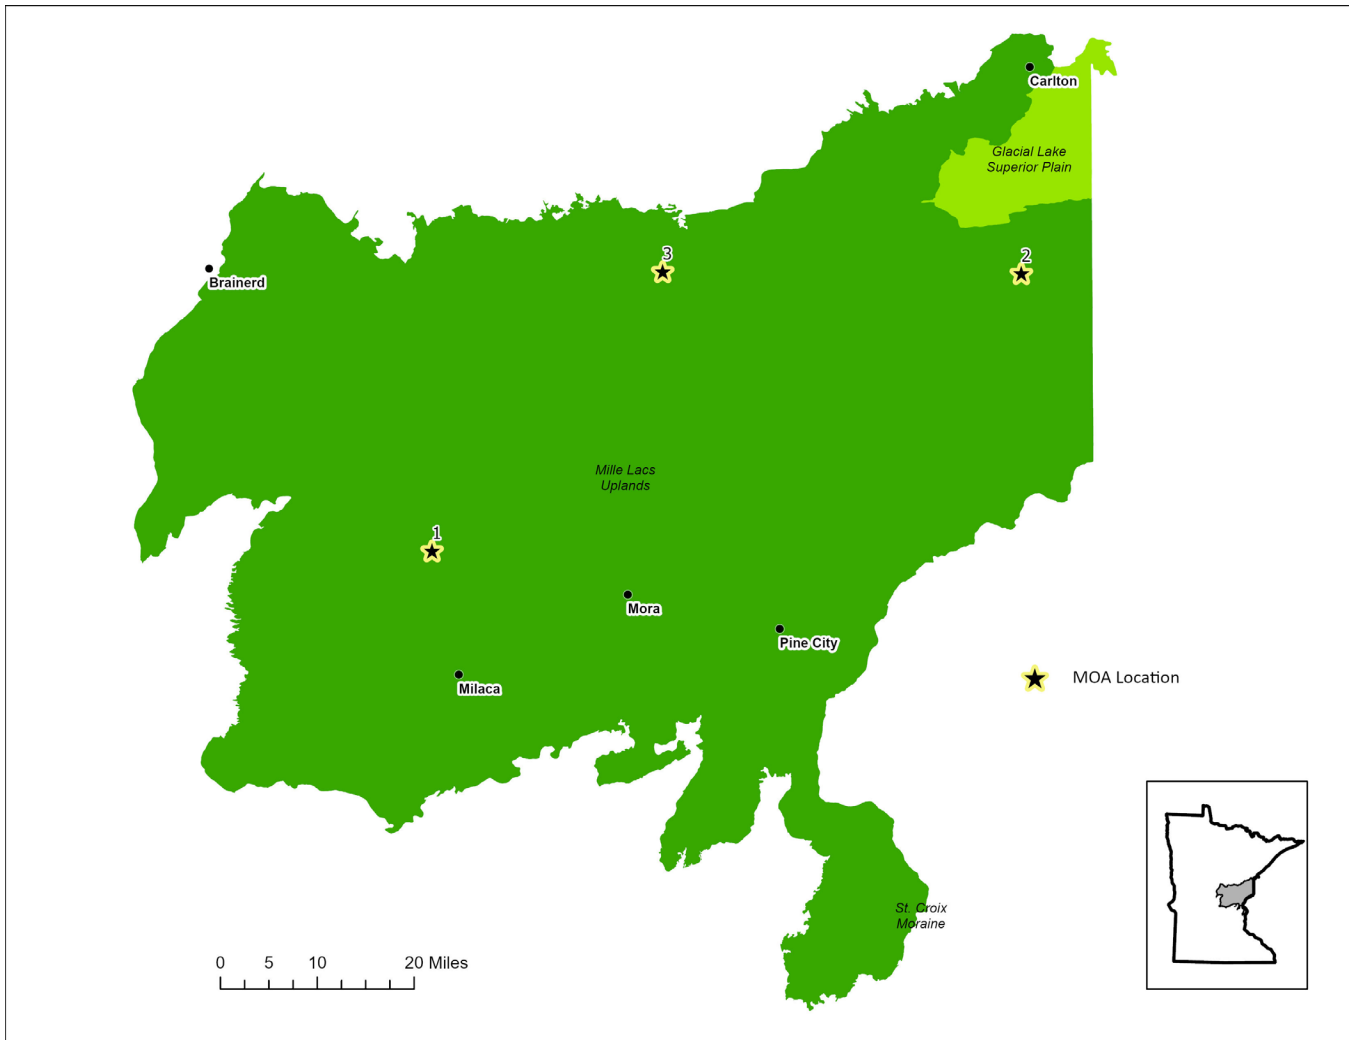 Carlton
Glacial Lake
Superior Plain
3
2
Brainerd
Mille Lacs
Uplands
1
Mora
Pine City
Milaca
MOA Location
St. Croix
Moraine
0 5 10 20 Miles